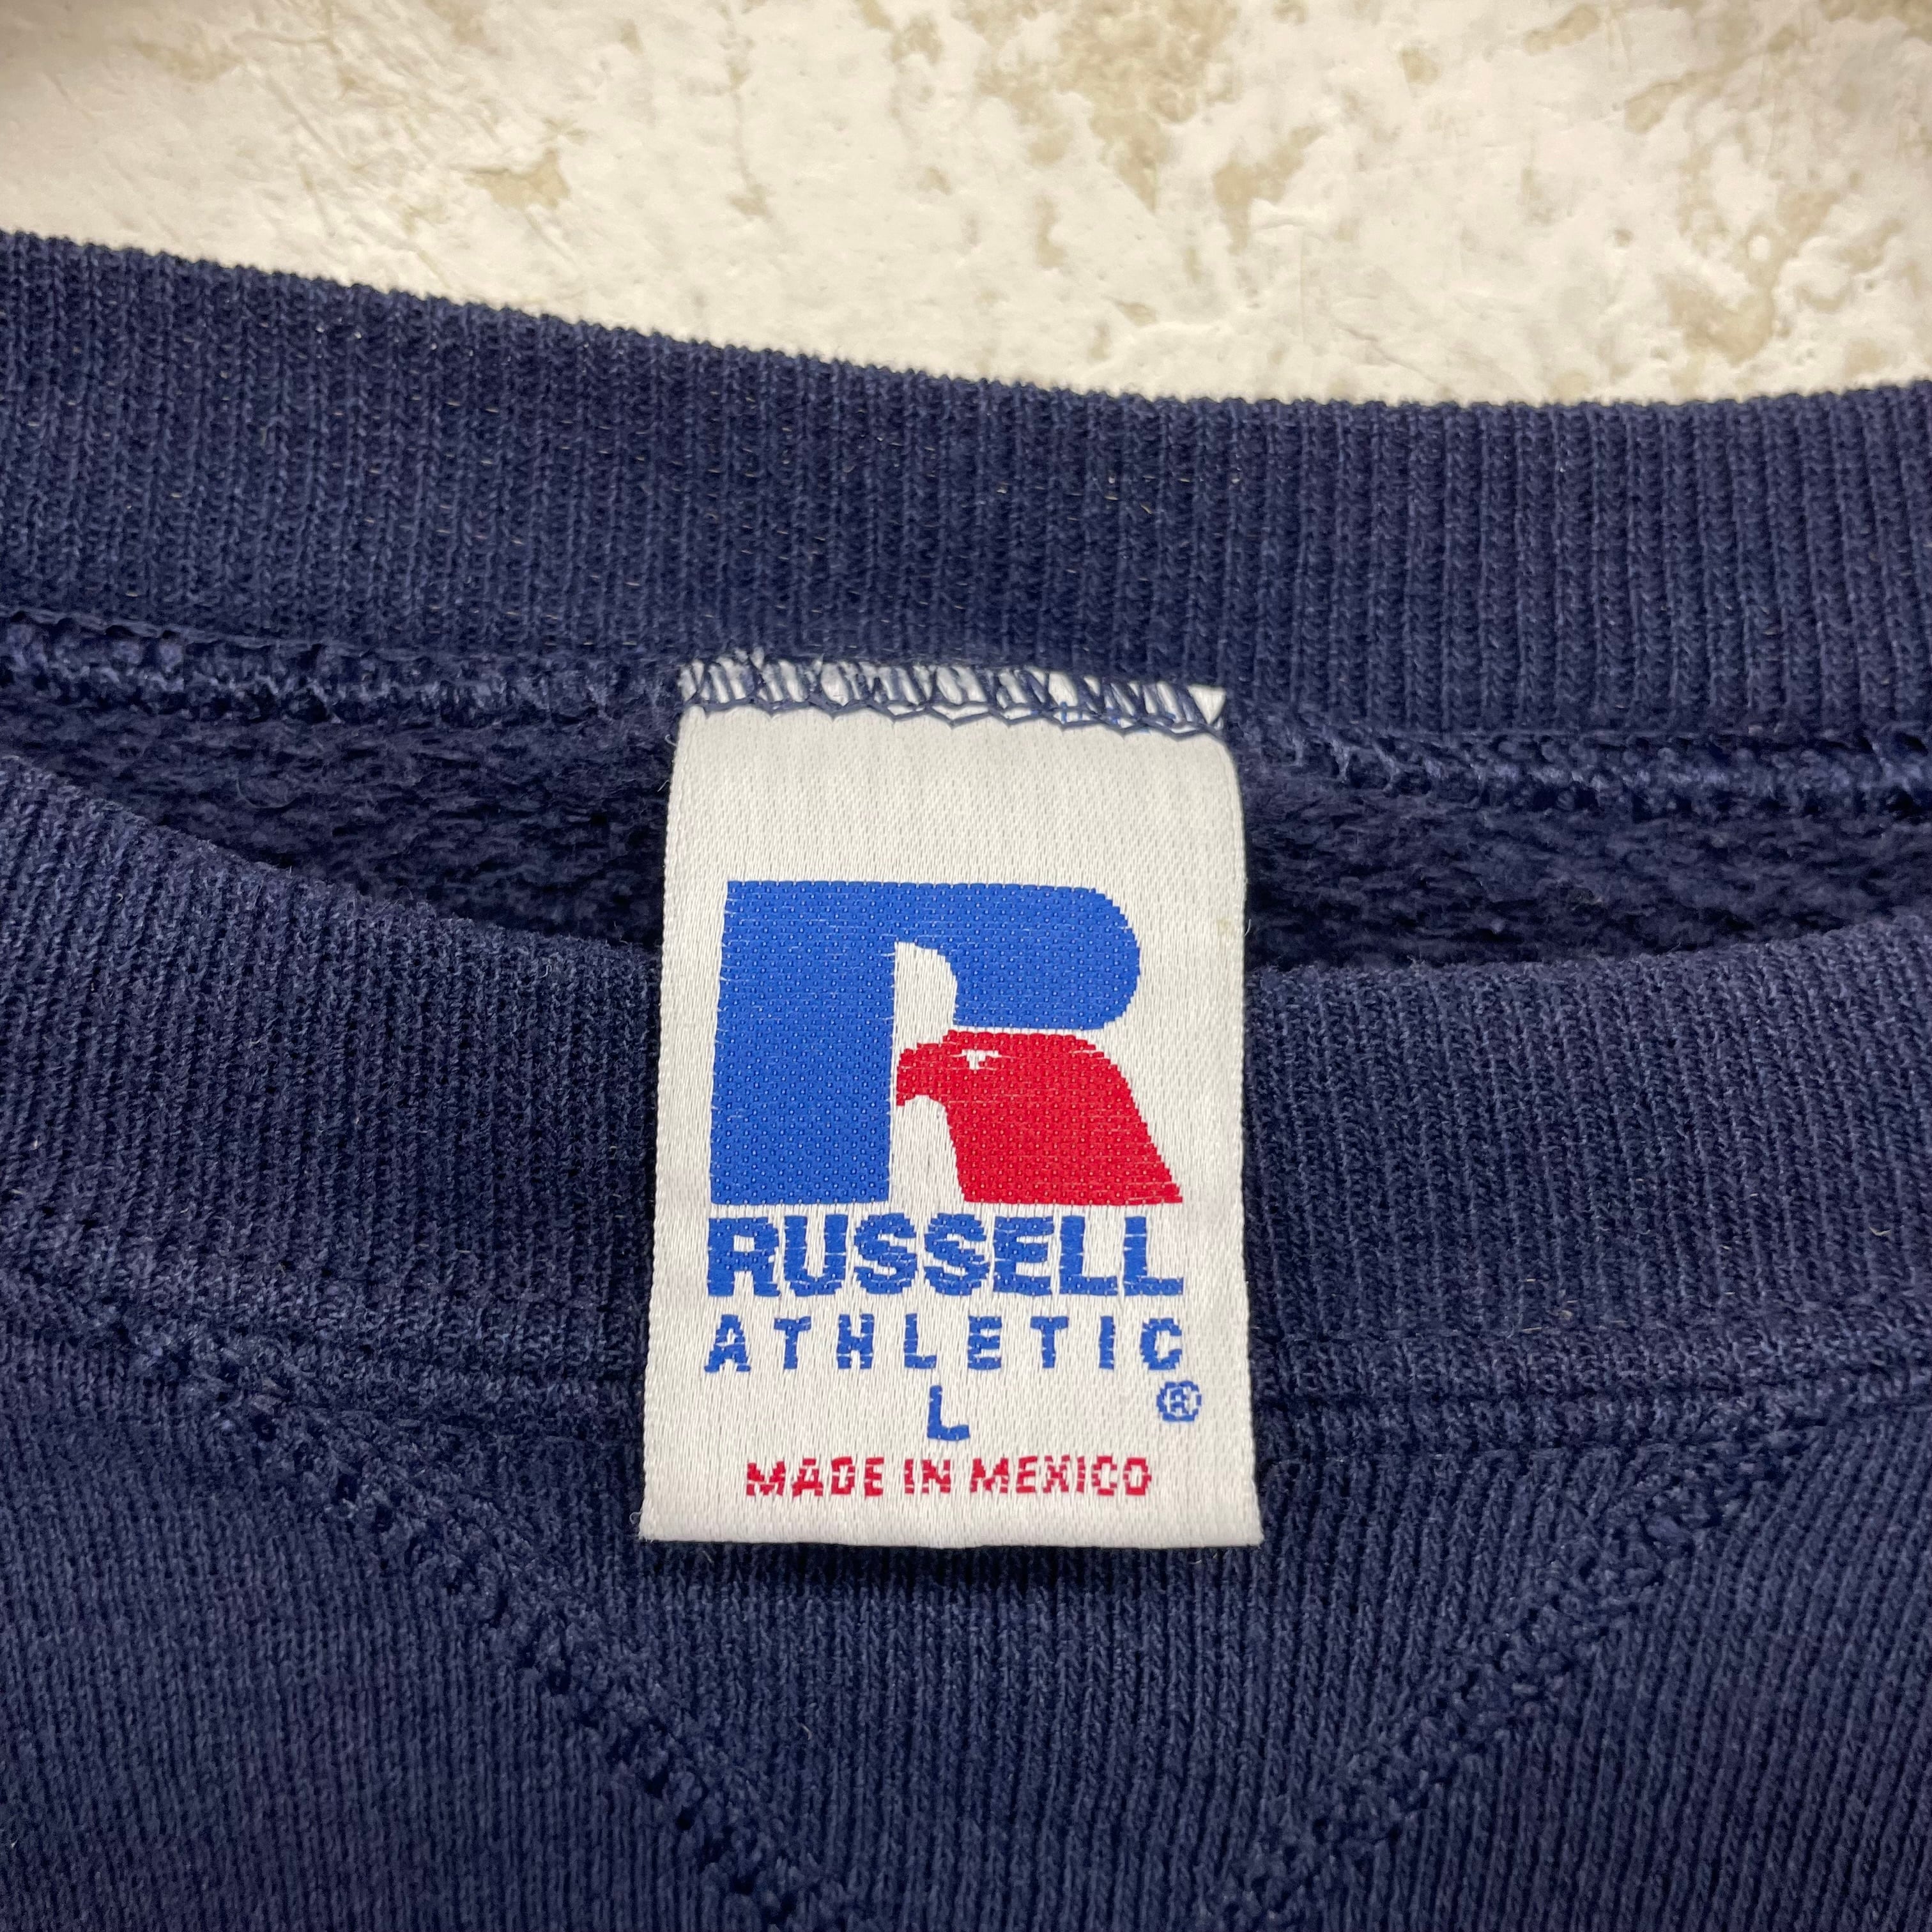 R
RUSSELL
ATHLETIC
L ®
MADE IN MEXICO